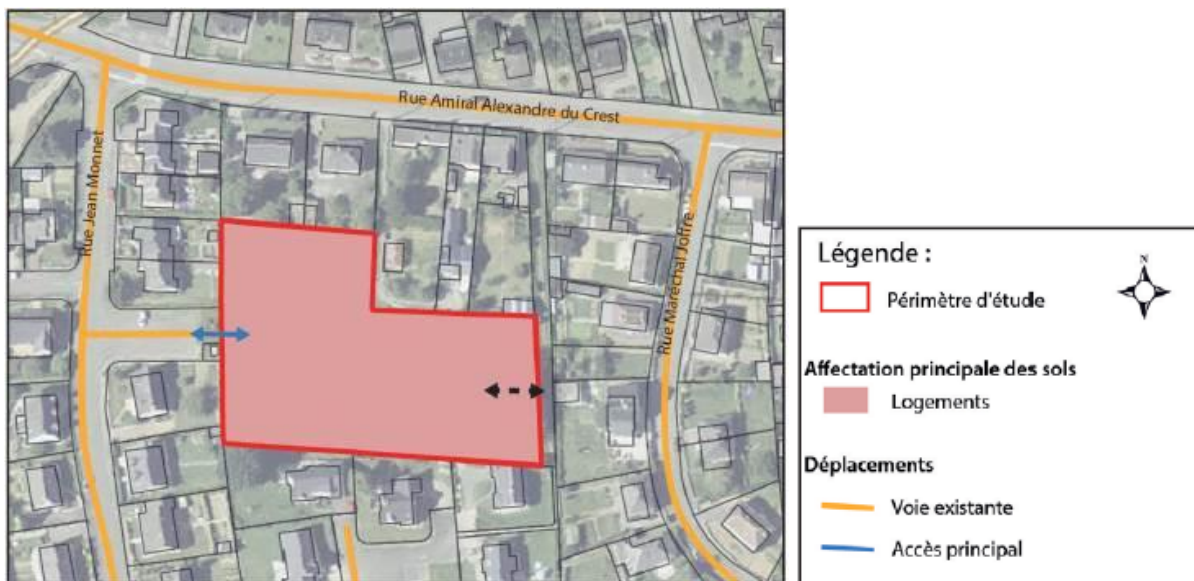 Rue Amiral Alexandre du Crest
Rue Jean Monnet
Rue Maréchal Joffre
Légende :
N
Périmètre d'étude
Affectation principale des sols
Logements
Déplacements
Voie existante
Accès principal